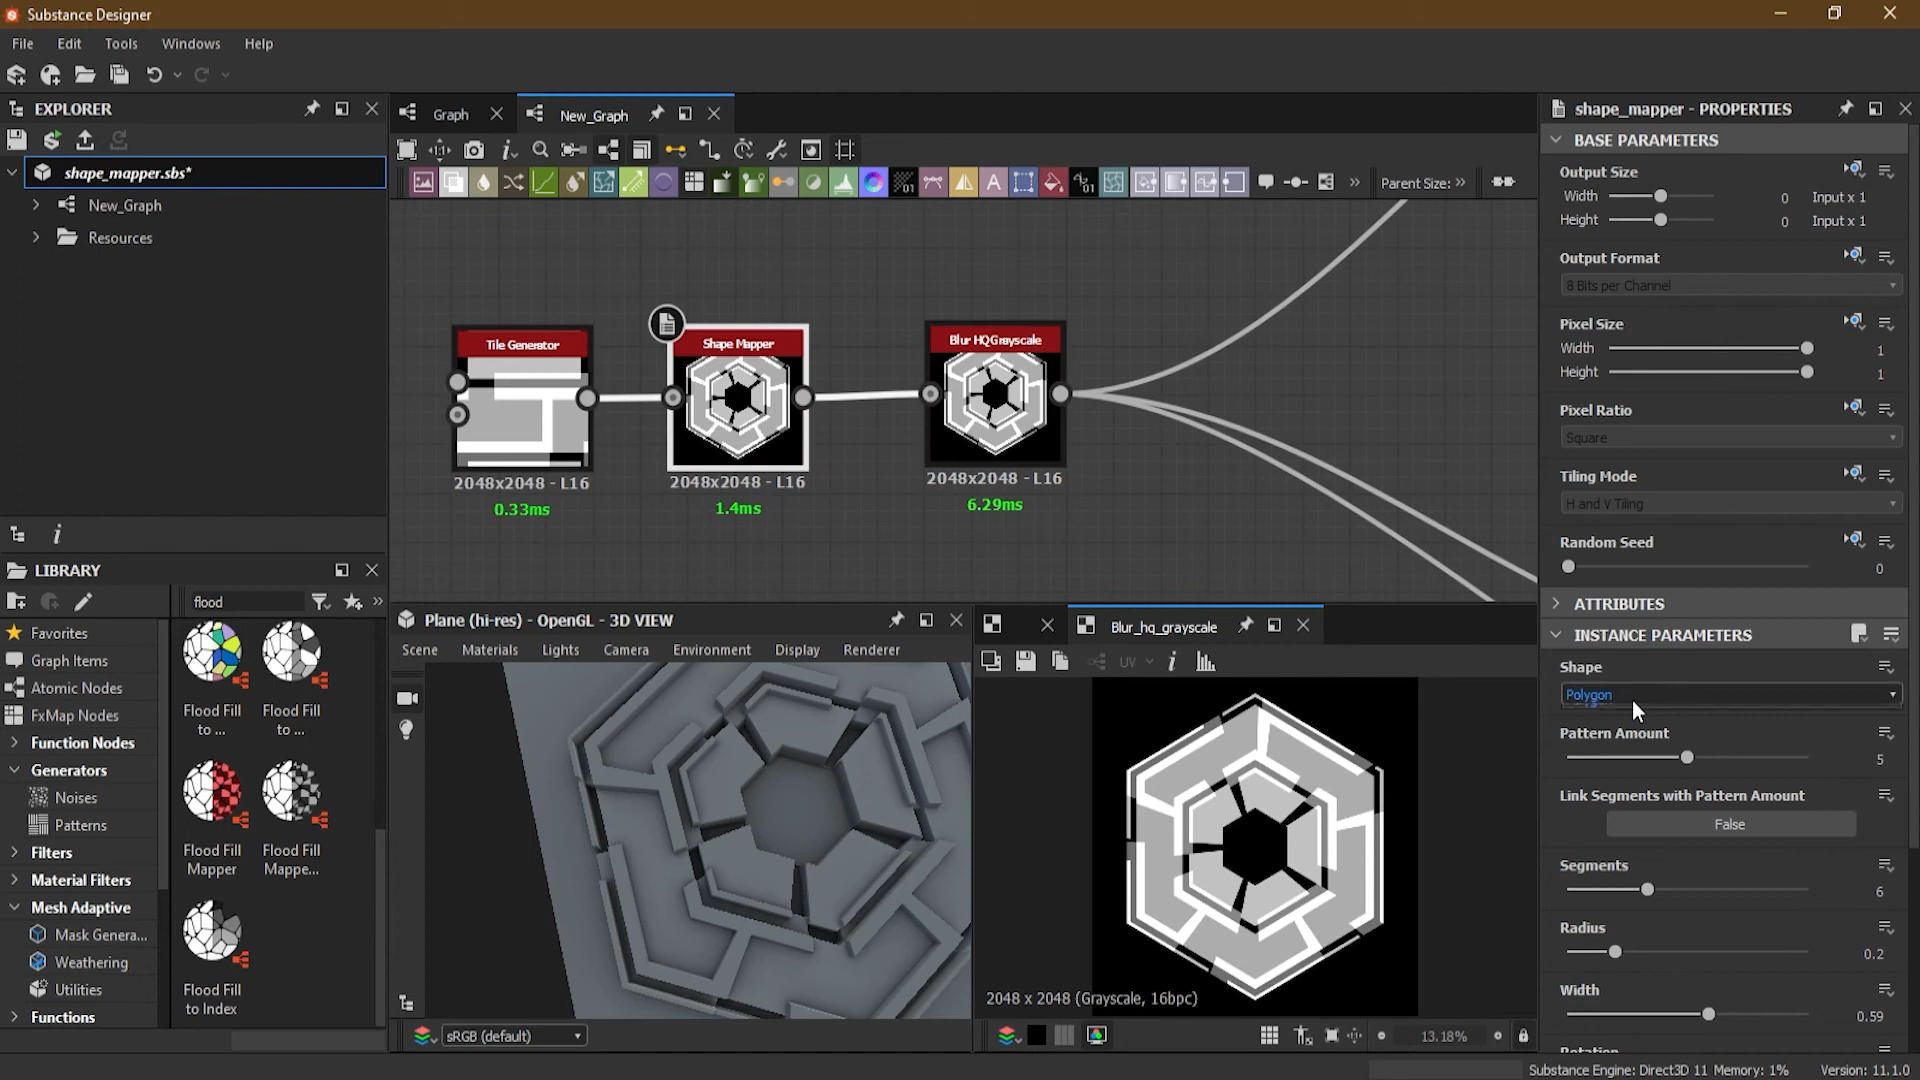 Substance Designer
File Edit Tools Windows Help
EXPLORER
shape_mapper.sbs*
New_Graph
Resources
Graph
New_Graph
Parent Size: »
Tile Generator
2048x2048 - L16
0.33ms
Shape Mapper
2048x2048 - L16
1.4ms
Blur HQ Grayscale
2048x2048 - L16
6.29ms
LIBRARY
flood
Favorites
Graph Items
Atomic Nodes
FxMap Nodes
Function Nodes
Generators
Noises
Patterns
Filters
Material Filters
Mesh Adaptive
Mask Genera...
Weathering
Utilities
Functions
Flood Fill to ...
Flood Fill to ...
Flood Fill Mapper
Flood Fill Mappe...
Flood Fill to Index
Plane (hi-res) - OpenGL - 3D VIEW
Scene Materials Lights Camera Environment Display Renderer
sRGB (default)
Blur_hq_grayscale
UV
2048 x 2048 (Grayscale, 16bpc)
13.18%
shape_mapper - PROPERTIES
BASE PARAMETERS
Output Size
Width 0 Input x 1
Height 0 Input x 1
Output Format
8 Bits per Channel
Pixel Size
Width 1
Height 1
Pixel Ratio
Square
Tiling Mode
H and V Tiling
Random Seed
0
ATTRIBUTES
INSTANCE PARAMETERS
Shape
Polygon
Pattern Amount
5
Link Segments with Pattern Amount
False
Segments
6
Radius
0.2
Width
0.59
Substance Engine: Direct3D 11 Memory: 1% Version: 11.1.0